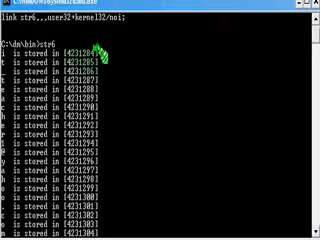 C:\WINDOWS\system32\cmd.exe
link str6,,,user32+kernel32/noi;
C:\dm\bin>str6
i is stored in [4231284]
t is stored in [4231285]
_ is stored in [4231286]
t is stored in [4231287]
e is stored in [4231288]
a is stored in [4231289]
c is stored in [4231290]
h is stored in [4231291]
e is stored in [4231292]
r is stored in [4231293]
1 is stored in [4231294]
@ is stored in [4231295]
y is stored in [4231296]
a is stored in [4231297]
h is stored in [4231298]
o is stored in [4231299]
o is stored in [4231300]
. is stored in [4231301]
c is stored in [4231302]
o is stored in [4231303]
m is stored in [4231304]